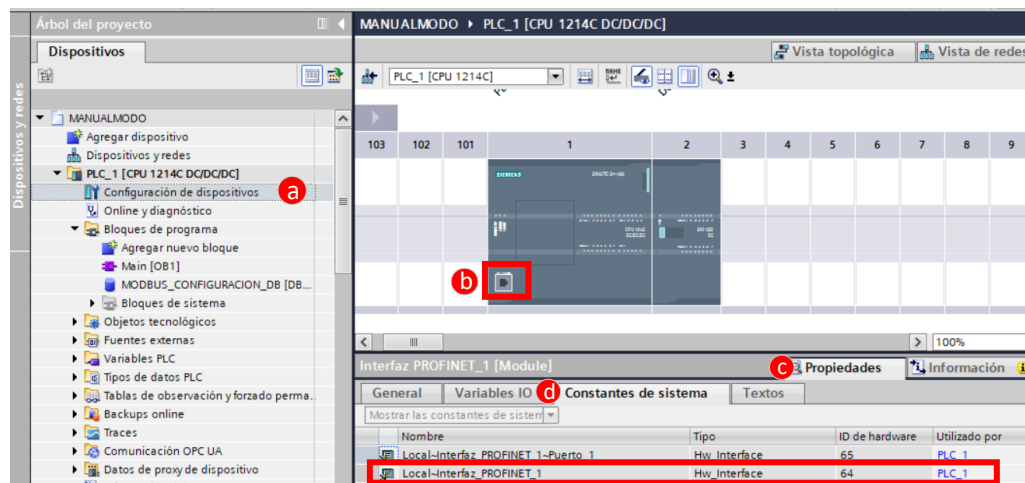 Árbol del proyecto
MANUALMODO ▸ PLC_1 [CPU 1214C DC/DC/DC]
Dispositivos
Vista topológica
Vista de redes
PLC_1 [CPU 1214C]
Dispositivos y redes
MANUALMODO
Agregar dispositivo
Dispositivos y redes
PLC_1 [CPU 1214C DC/DC/DC]
Configuración de dispositivos
a
Online y diagnóstico
Bloques de programa
Agregar nuevo bloque
Main [OB1]
MODBUS_CONFIGURACION_DB [DB...
Bloques de sistema
Objetos tecnológicos
Fuentes externas
Variables PLC
Tipos de datos PLC
Tablas de observación y forzado perma..
Backups online
Traces
Comunicación OPC UA
Datos de proxy de dispositivo
103 102 101 1 2 3 4 5 6 7 8 9
SIEMENS
b
100%
Interfaz PROFINET_1 [Module]
c Propiedades
Información
General
Variables IO
d Constantes de sistema
Textos
Mostrar las constantes de sistem
Nombre Tipo ID de hardware Utilizado por
Local~Interfaz_PROFINET_1~Puerto_1 Hw_Interface 65 PLC_1
Local~Interfaz_PROFINET_1 Hw_Interface 64 PLC_1